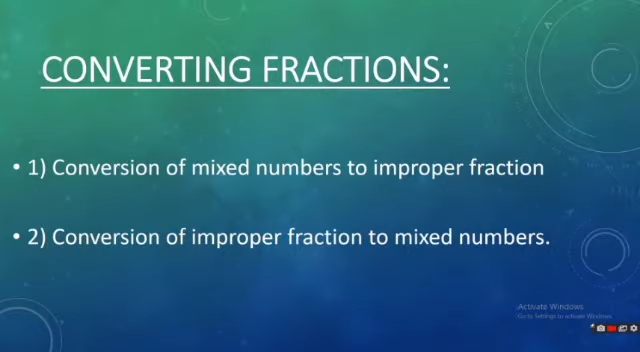 CONVERTING FRACTIONS:
• 1) Conversion of mixed numbers to improper fraction
• 2) Conversion of improper fraction to mixed numbers.
Activate Windows
Go to Settings to activate Windows.